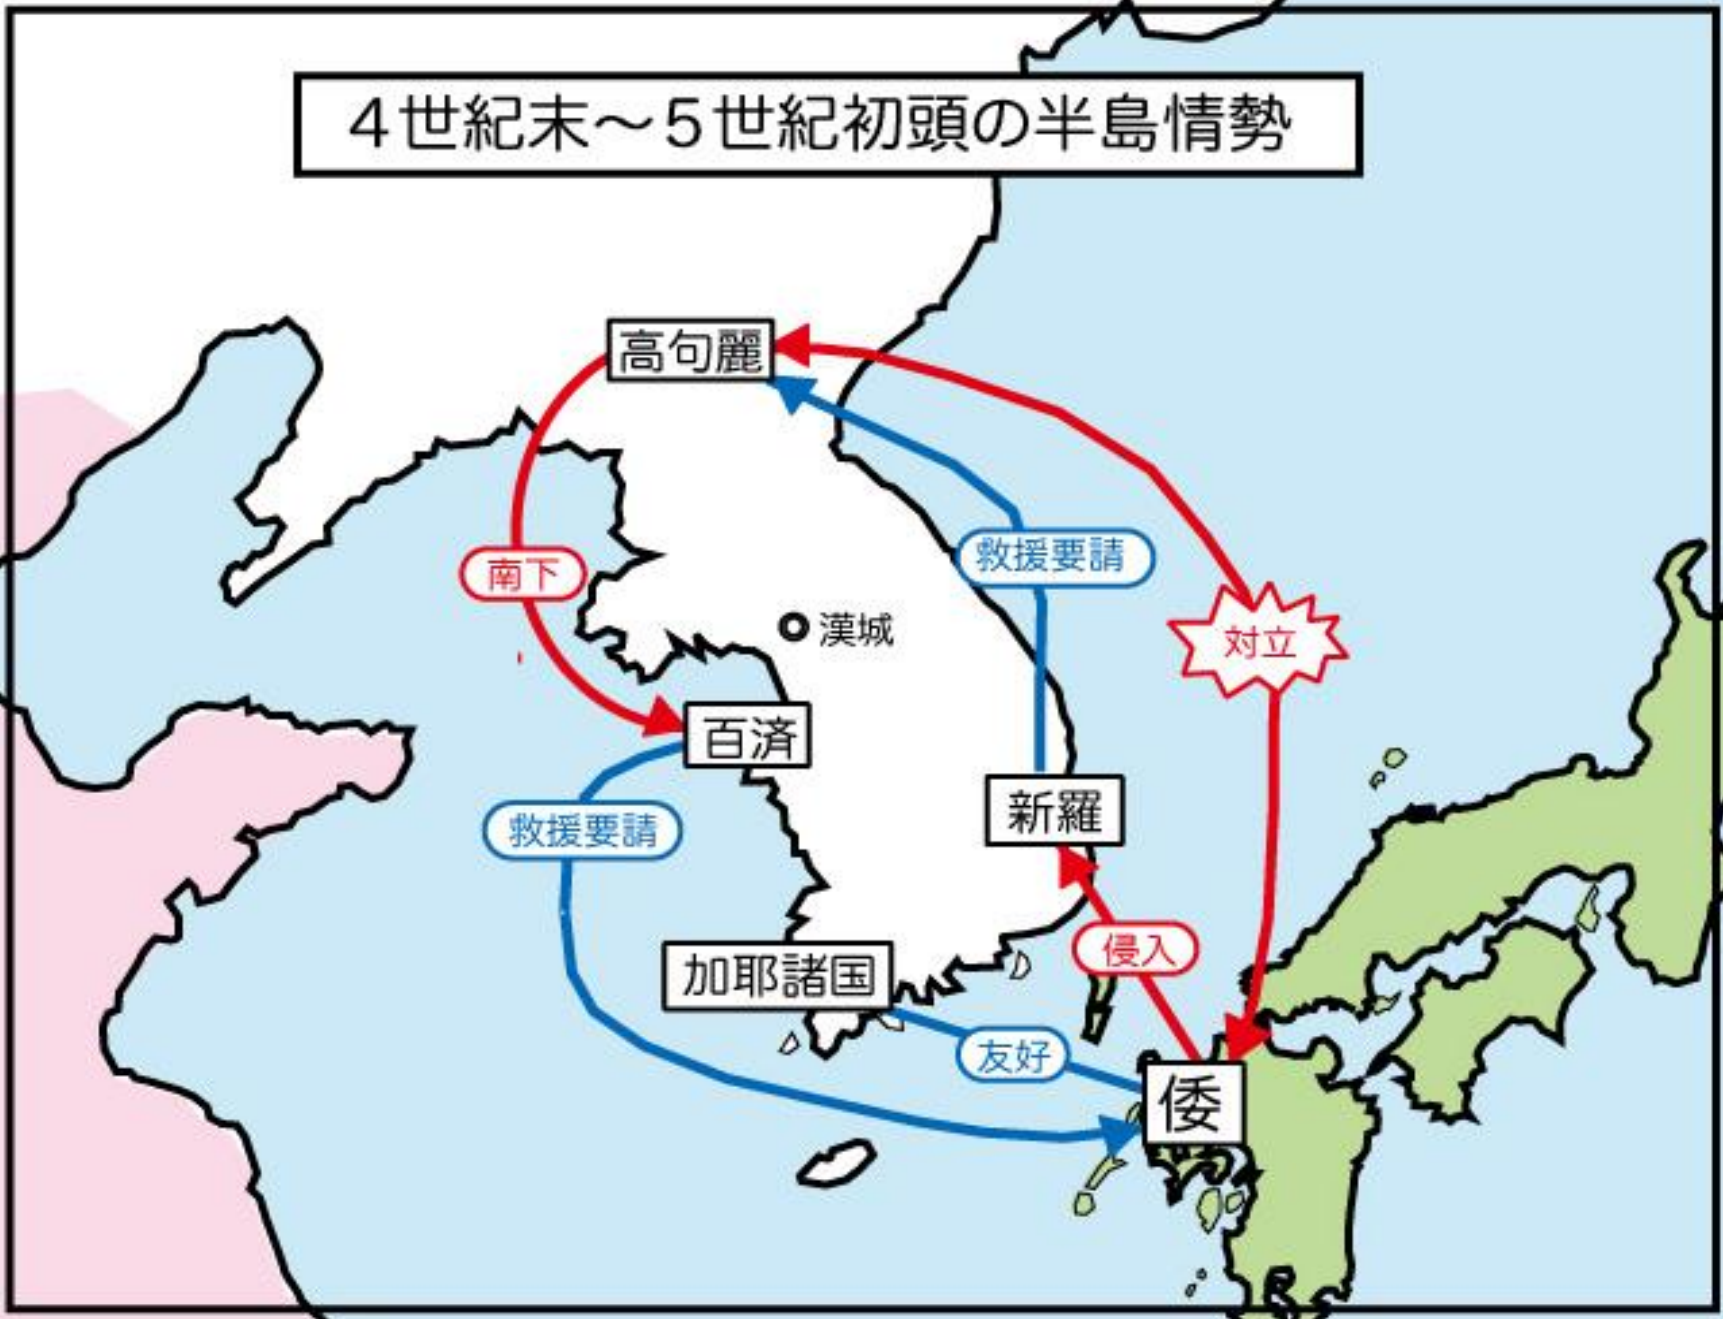 ４世紀末～５世紀初頭の半島情勢
高句麗
救援要請
南下
漢城
対立
百済
新羅
救援要請
侵入
加耶諸国
友好
倭